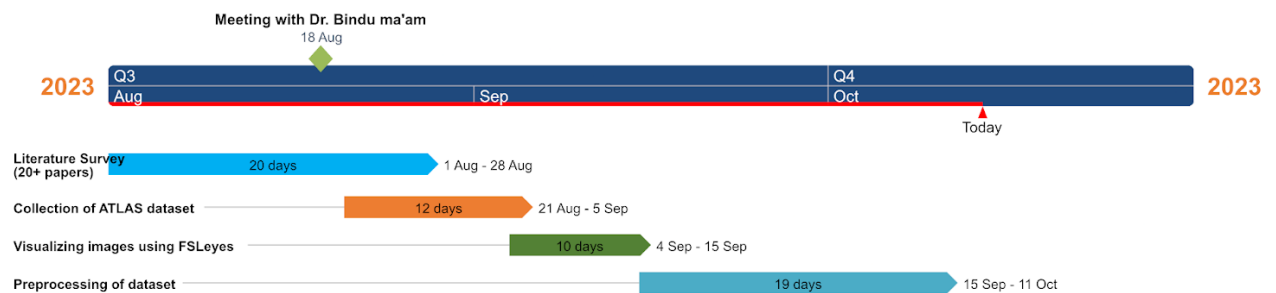 Meeting with Dr. Bindu ma'am
18 Aug
2023
Q3
Q4
2023
Aug
Sep
Oct
Today
Literature Survey
(20+ papers)
20 days
1 Aug - 28 Aug
Collection of ATLAS dataset
12 days
21 Aug - 5 Sep
Visualizing images using FSLeyes
10 days
4 Sep - 15 Sep
Preprocessing of dataset
19 days
15 Sep - 11 Oct